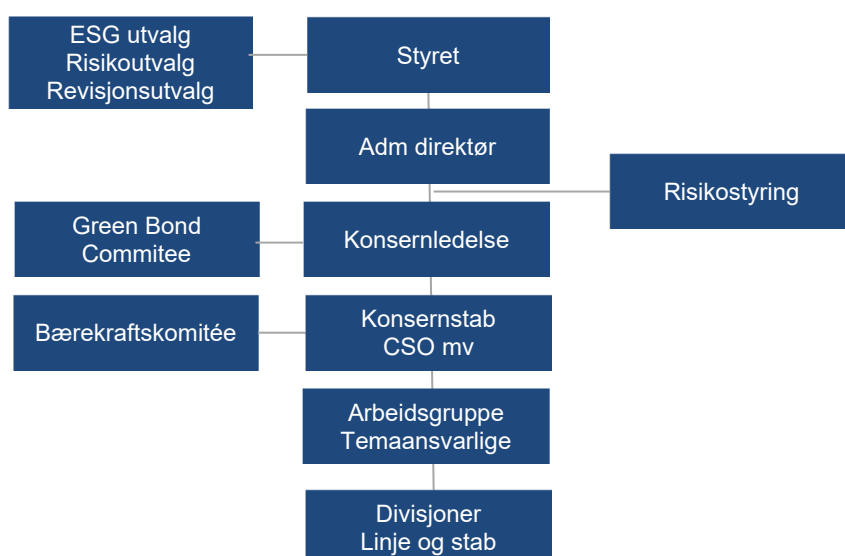 ESG utvalg
Risikoutvalg
Revisjonsutvalg
Styret
Adm direktør
Risikostyring
Green Bond
Commitee
Konsernledelse
Bærekraftskomitée
Konsernstab
CSO mv
Arbeidsgruppe
Temaansvarlige
Divisjoner
Linje og stab